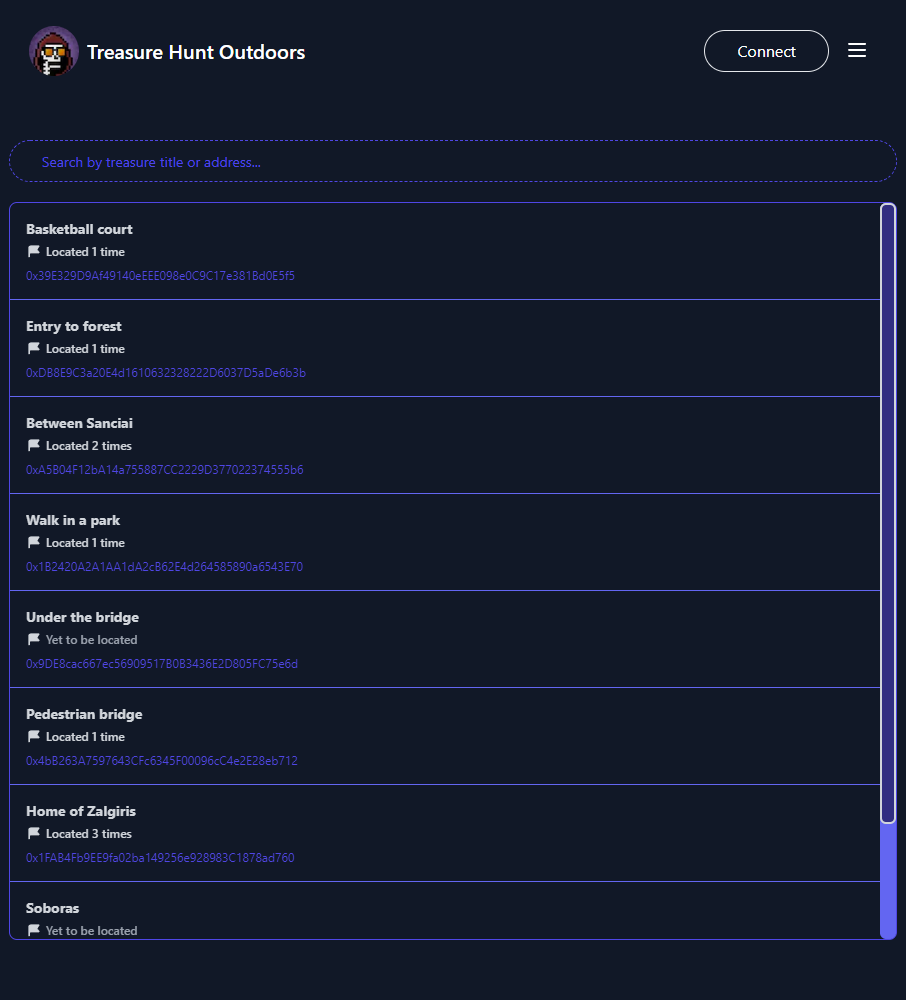 Treasure Hunt Outdoors
Connect
Search by treasure title or address...
Basketball court
Located 1 time
0x39E329D9Af49140eEEE098e0C9C17e381Bd0E5f5
Entry to forest
Located 1 time
0xDB8E9C3a20E4d1610632328222D6037D5aDe6b3b
Between Sanciai
Located 2 times
0xA5B04F12bA14a755887CC2229D377022374555b6
Walk in a park
Located 1 time
0x1B2420A2A1AA1dA2cB62E4d264585890a6543E70
Under the bridge
Yet to be located
0x9DE8cac667ec56909517B0B3436E2D805FC75e6d
Pedestrian bridge
Located 1 time
0x4bB263A7597643CFc6345F00096cC4e2E28eb712
Home of Zalgiris
Located 3 times
0x1FAB4Fb9EE9fa02ba149256e928983C1878ad760
Soboras
Yet to be located